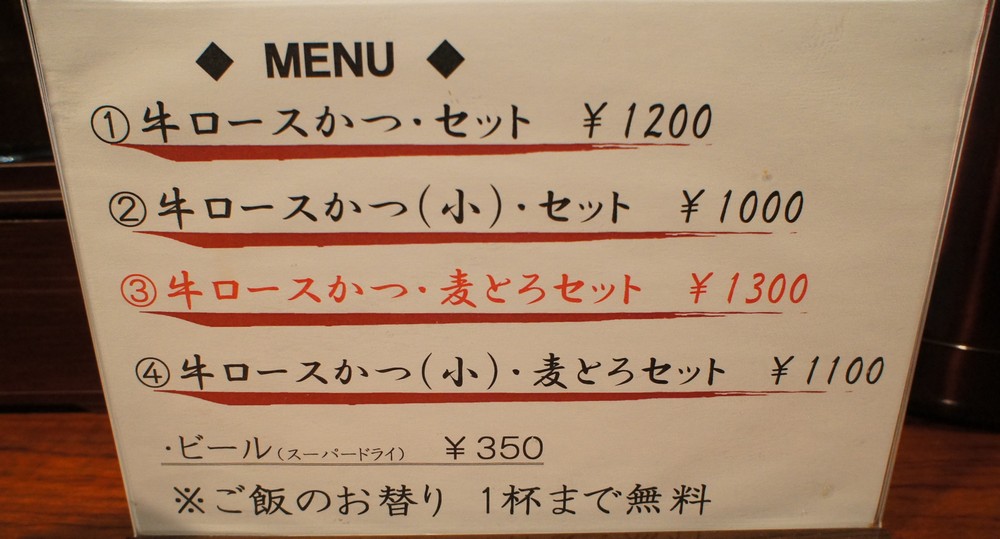 ◆ MENU ◆
①牛ロースかつ・セット ¥1200
②牛ロースかつ(小)・セット ¥1000
③牛ロースかつ・麦とろセット ¥1300
④牛ロースかつ(小)・麦とろセット ¥1100
・ビール(スーパードライ) ¥350
※ご飯のお替り 1杯まで無料